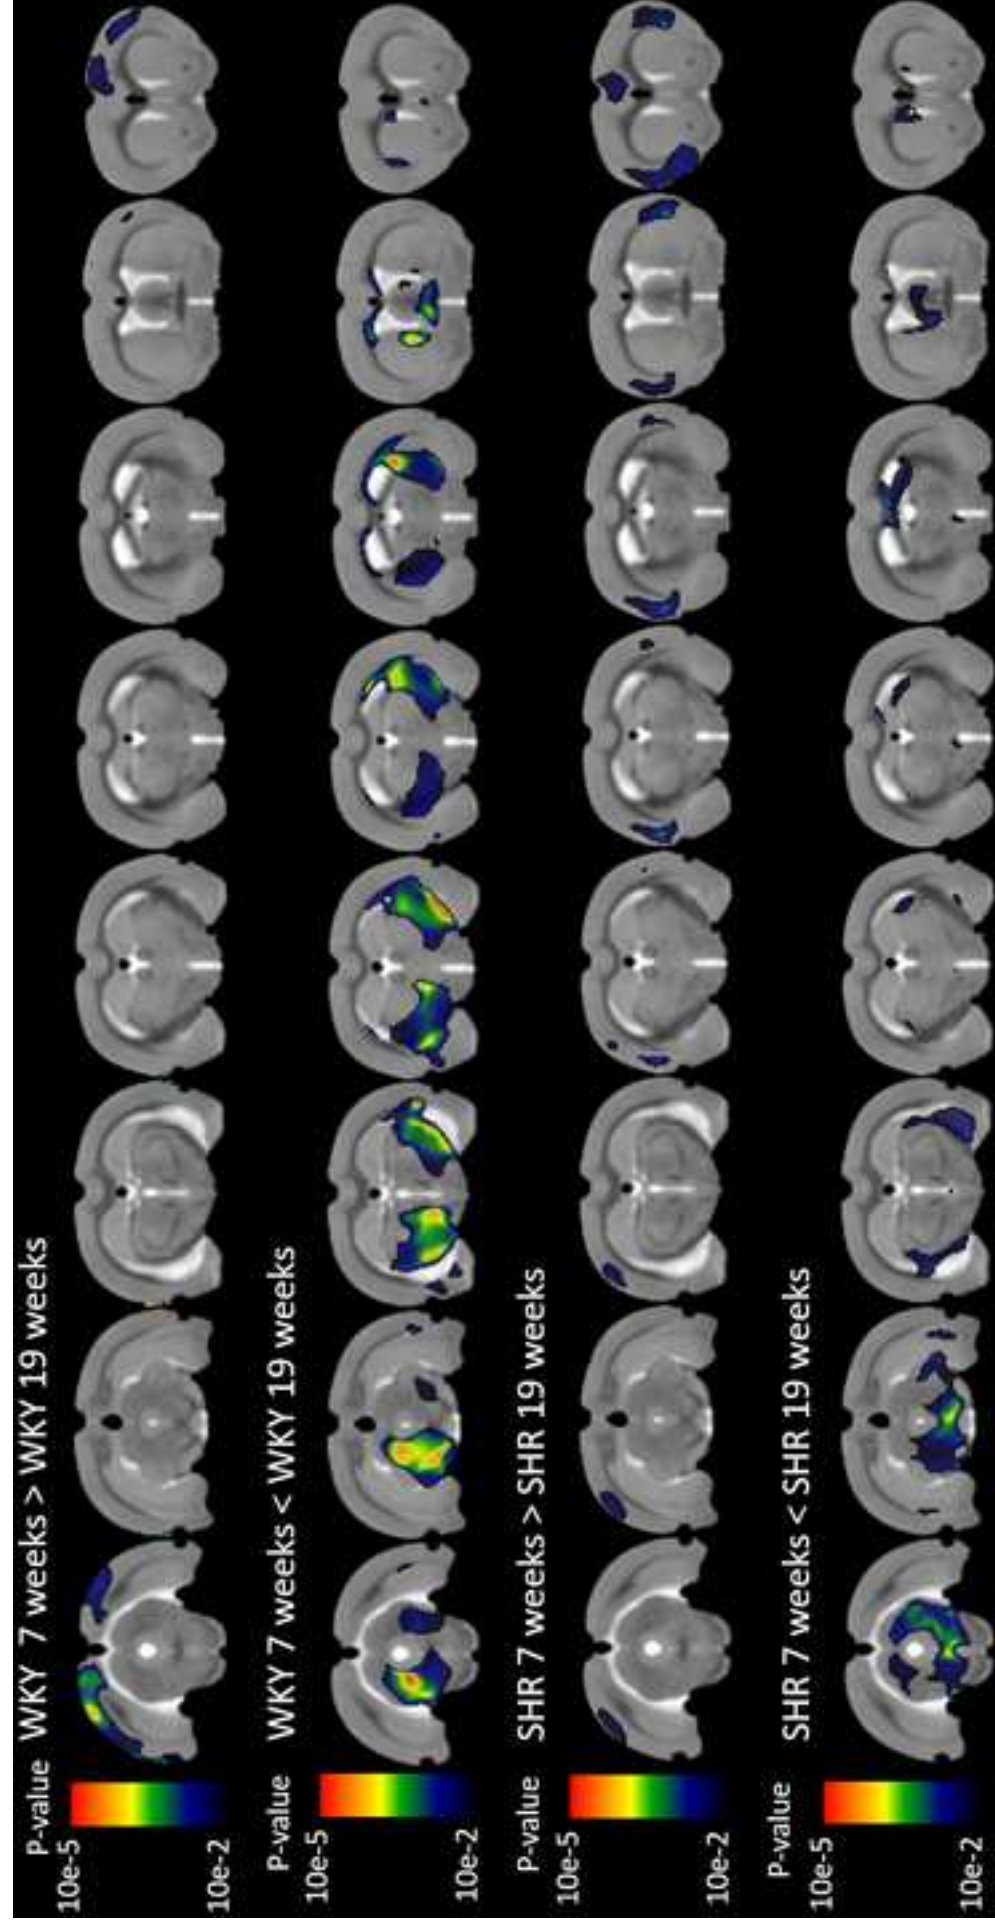 P-value WKY 7 weeks > WKY 19 weeks
10e-5
10e-2
P-value WKY 7 weeks < WKY 19 weeks
10e-5
10e-2
P-value SHR 7 weeks > SHR 19 weeks
10e-5
10e-2
P-value SHR 7 weeks < SHR 19 weeks
10e-5
10e-2